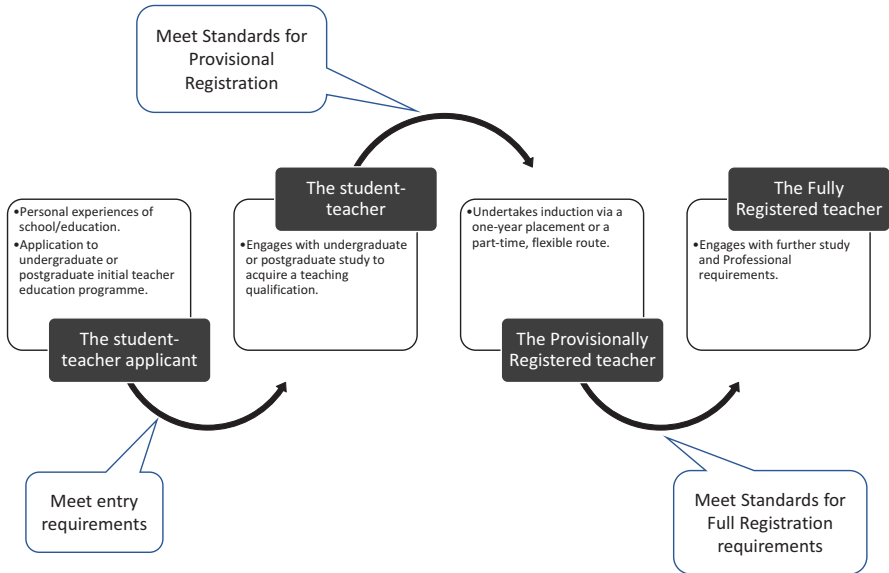 Meet Standards for
Provisional
Registration
•Personal experiences of
school/education.
•Application to
undergraduate or
postgraduate initial teacher
education programme.
The student-
teacher applicant
Meet entry
requirements
The student-
teacher
•Engages with undergraduate
or postgraduate study to
acquire a teaching
qualification.
•Undertakes induction via a
one-year placement or a
part-time, flexible route.
The Provisionally
Registered teacher
Meet Standards for
Full Registration
requirements
The Fully
Registered teacher
•Engages with further study
and Professional
requirements.